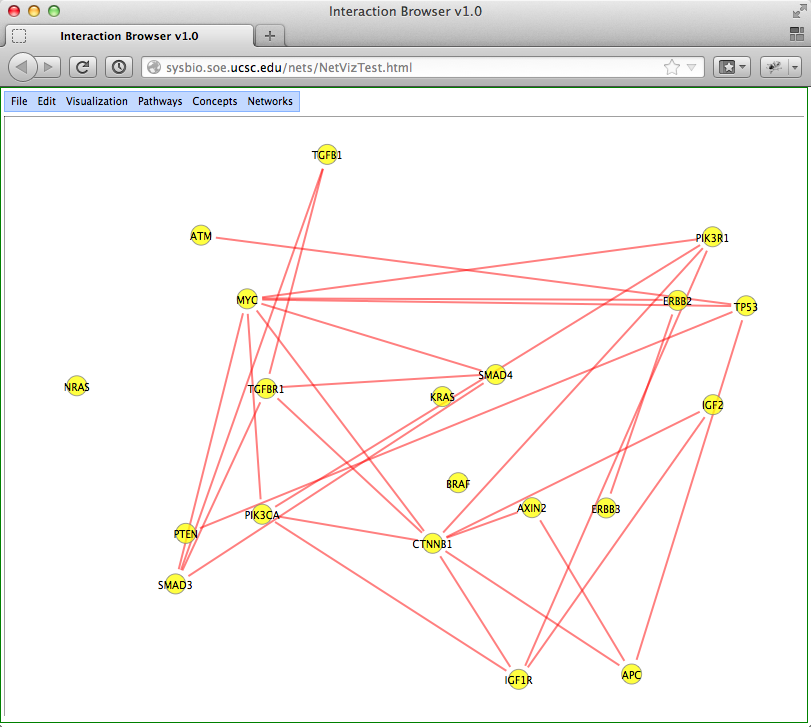 Interaction Browser v1.0
Interaction Browser v1.0
sysbio.soe.ucsc.edu/nets/NetVizTest.html
File Edit Visualization Pathways Concepts Networks
TGFB1
ATM
PIK3R1
MYC
ERBB2
TP53
SMAD4
NRAS
TGFBR1
KRAS
IGF2
BRAF
AXIN2
ERBB3
PIK3CA
PTEN
CTNNB1
SMAD3
IGF1R
APC